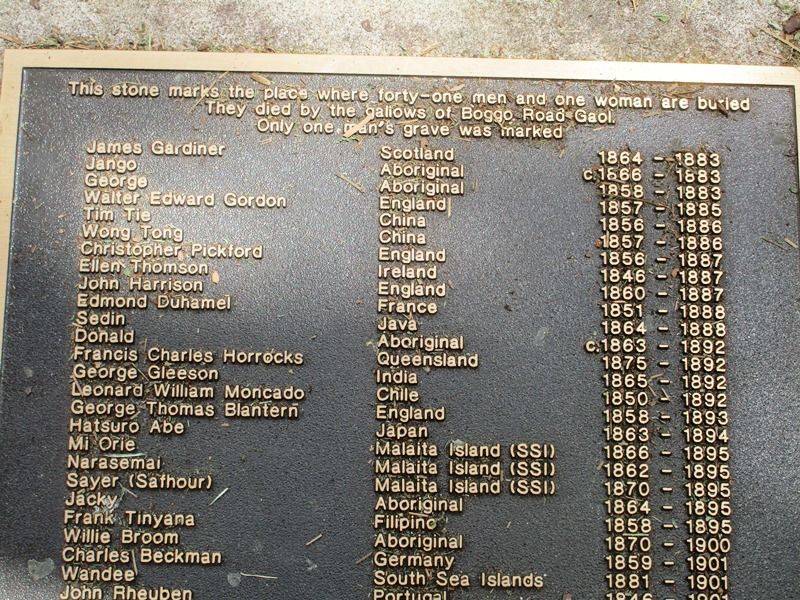 This stone marks the place where forty-one men and one woman are buried
They died by the gallows of Boggo Road Gaol.
Only one man's grave was marked
James Gardiner Scotland 1864 - 1883
Jango Aboriginal c.1866 - 1883
George Aboriginal 1858 - 1883
Walter Edward Gordon England 1857 - 1885
Tim Tie China 1856 - 1886
Wong Tong China 1857 - 1886
Christopher Pickford England 1856 - 1887
Ellen Thomson Ireland 1846 - 1887
John Harrison England 1860 - 1887
Edmond Duhamel France 1851 - 1888
Sedin Java 1864 - 1888
Donald Aboriginal c.1863 - 1892
Francis Charles Horrocks Queensland 1875 - 1892
George Gleeson India 1865 - 1892
Leonard William Moncado Chile 1850 - 1892
George Thomas Blantern England 1858 - 1893
Hatsuro Abe Japan 1863 - 1894
Mi Orie Malaita Island (SSI) 1866 - 1895
Narasemai Malaita Island (SSI) 1862 - 1895
Sayer (Safhour) Malaita Island (SSI) 1870 - 1895
Jacky Aboriginal 1864 - 1895
Frank Tinyana Filipino 1858 - 1895
Willie Broom Aboriginal 1870 - 1900
Charles Beckman Germany 1859 - 1901
Wandee South Sea Islands 1881 - 1901
John Rheuben Portugal 1846 - 1901